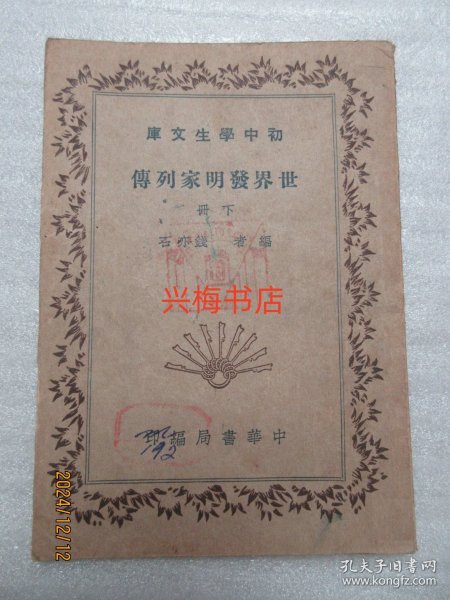 初中學生文庫
世界發明家列傳
下冊
編者 錢亦石
兴梅书店
中華書局編印
192
2024/12/12
孔夫子旧书网
www.kongfz.com